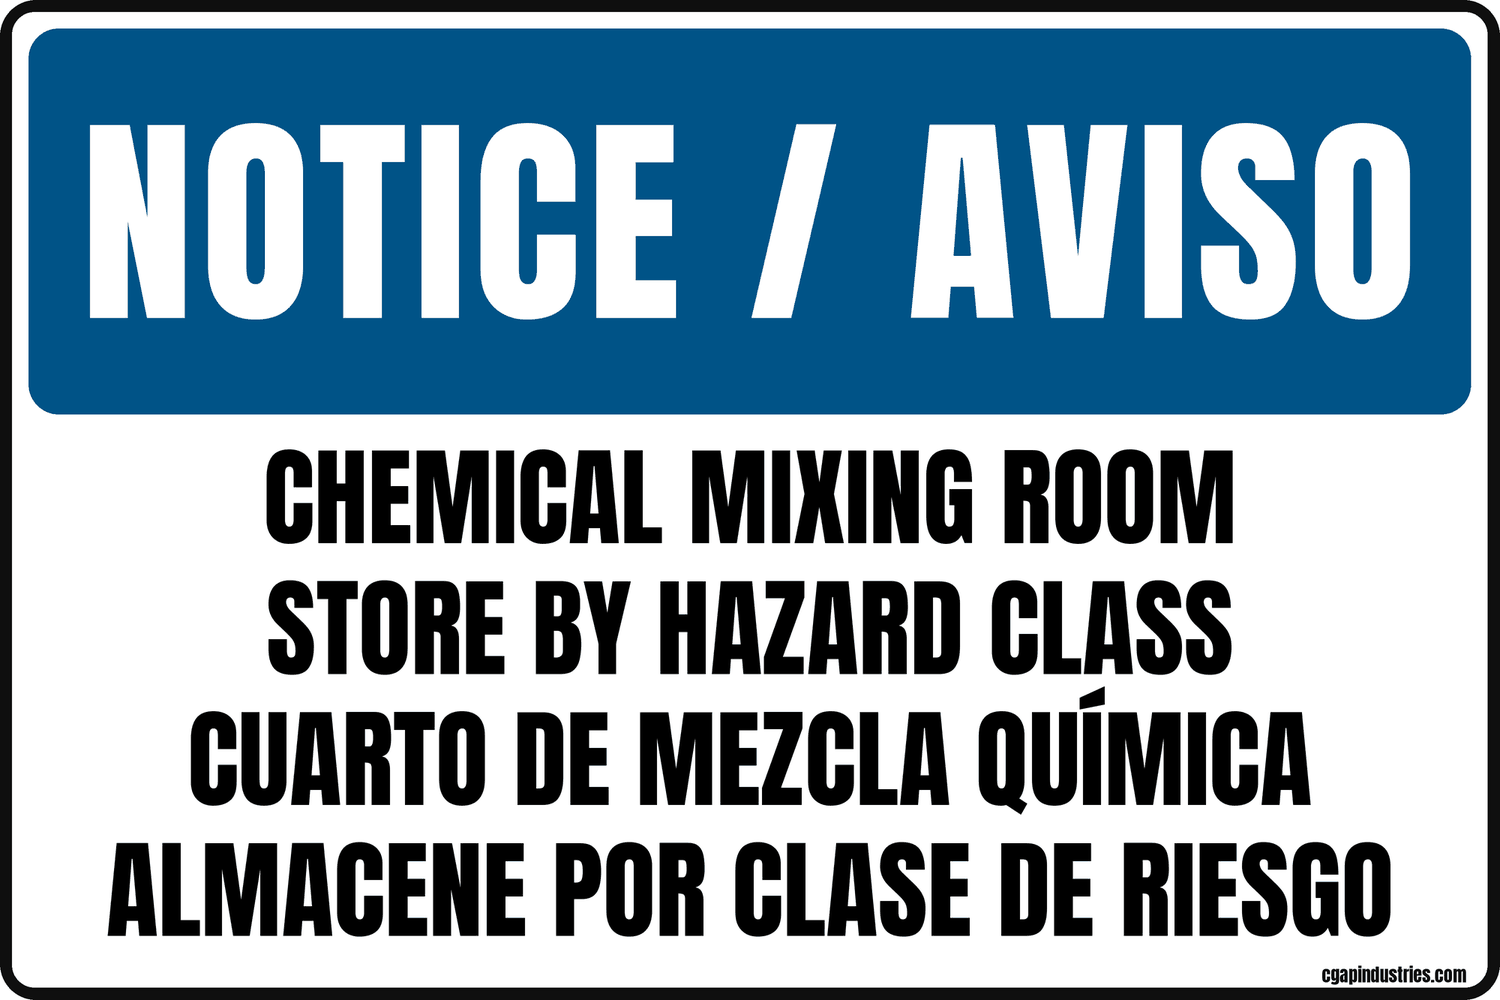 NOTICE / AVISO
CHEMICAL MIXING ROOM
STORE BY HAZARD CLASS
CUARTO DE MEZCLA QUÍMICA
ALMACENE POR CLASE DE RIESGO
cgapindustries.com